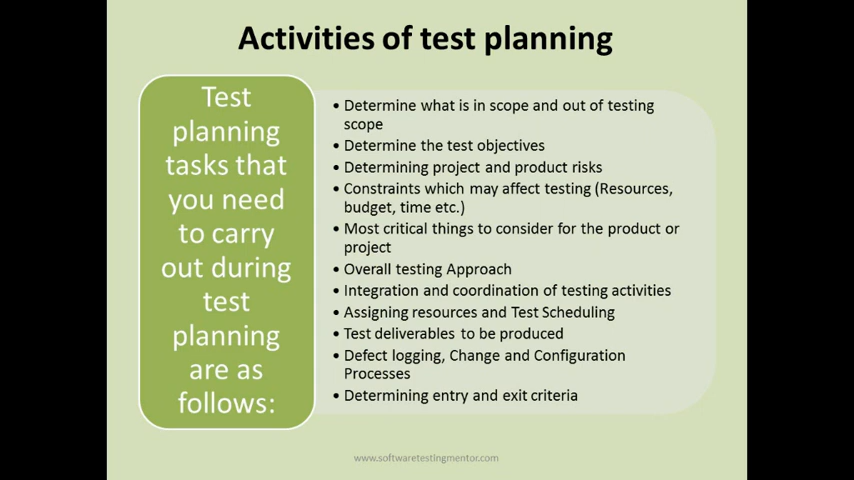 Activities of test planning
Test
planning
tasks that
you need
to carry
out during
test
planning
are as
follows:
• Determine what is in scope and out of testing
scope
• Determine the test objectives
• Determining project and product risks
• Constraints which may affect testing (Resources,
budget, time etc.)
• Most critical things to consider for the product or
project
• Overall testing Approach
• Integration and coordination of testing activities
• Assigning resources and Test Scheduling
• Test deliverables to be produced
• Defect logging, Change and Configuration
Processes
• Determining entry and exit criteria
www.softwaretestingmentor.com